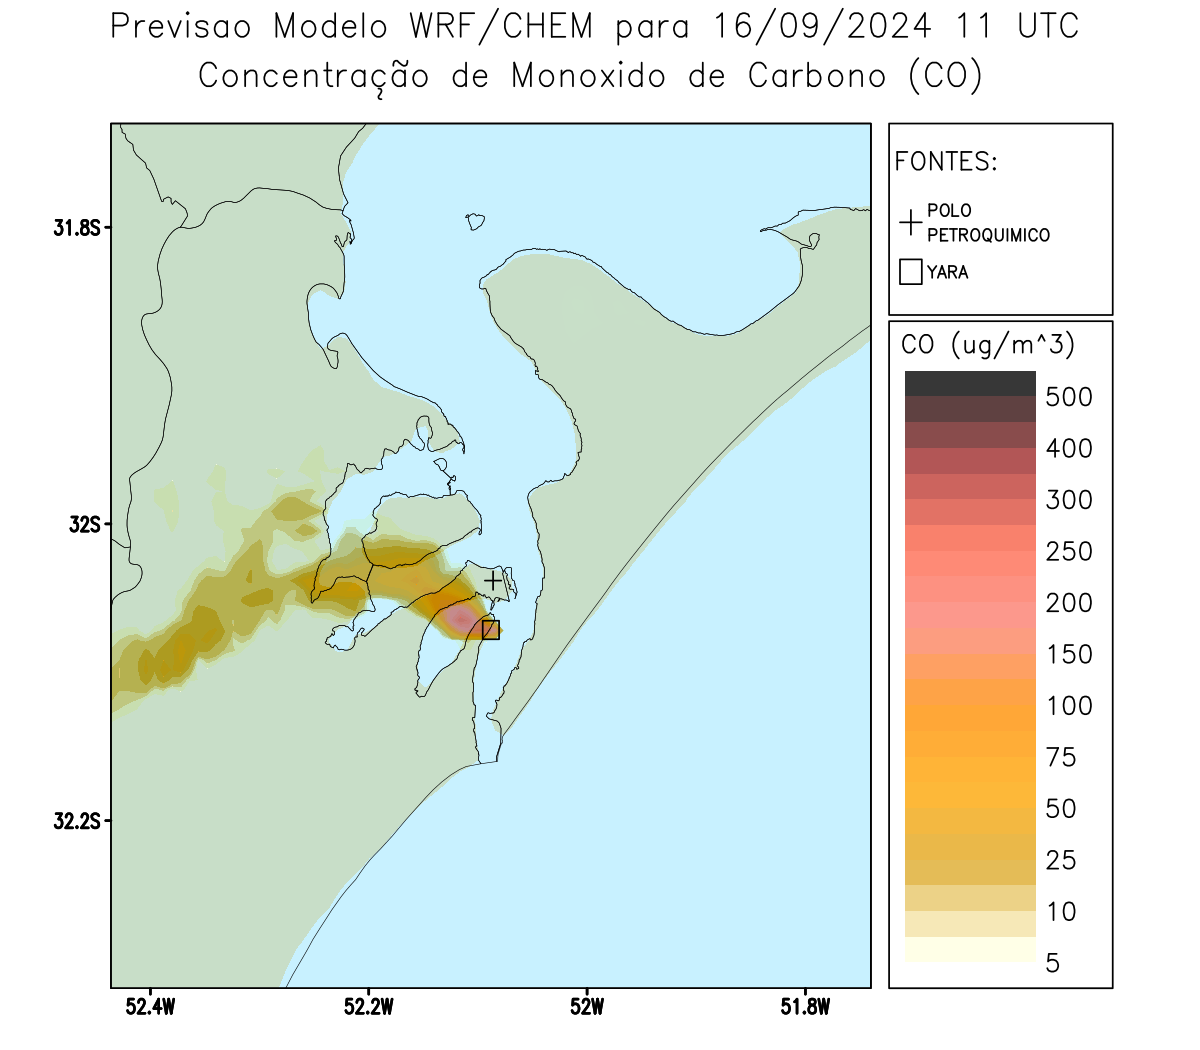 Previsao Modelo WRF/CHEM para 16/09/2024 11 UTC
Concentração de Monoxido de Carbono (CO)
FONTES:
POLO
PETROQUIMICO
YARA
CO (ug/m^3)
500
400
300
250
200
150
100
75
50
25
10
5
31.8S
32S
32.2S
52.4W
52.2W
52W
51.8W